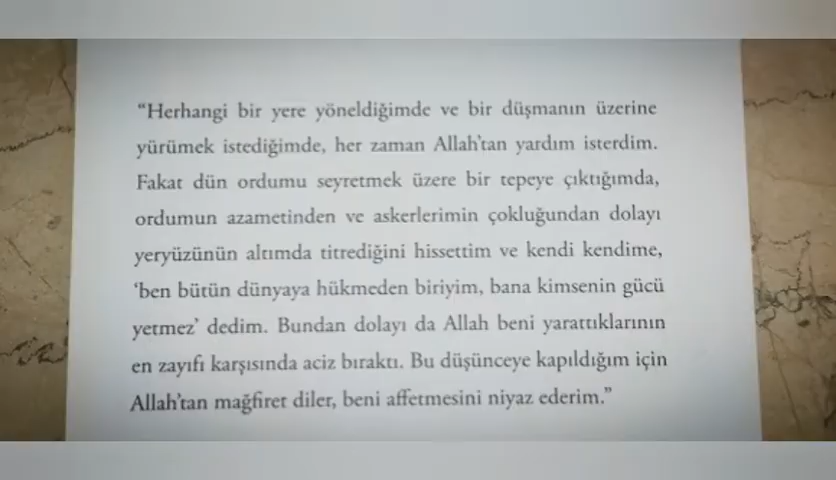 “Herhangi bir yere yöneldiğimde ve bir düşmanın üzerine
yürümek istediğimde, her zaman Allah’tan yardım isterdim.
Fakat dün ordumu seyretmek üzere bir tepeye çıktığımda,
ordumun azametinden ve askerlerimin çokluğundan dolayı
yeryüzünün altımda titrediğini hissettim ve kendi kendime,
‘ben bütün dünyaya hükmeden biriyim, bana kimsenin gücü
yetmez’ dedim. Bundan dolayı da Allah beni yarattıklarının
en zayıfı karşısında aciz bıraktı. Bu düşünceye kapıldığım için
Allah’tan mağfiret diler, beni affetmesini niyaz ederim.”